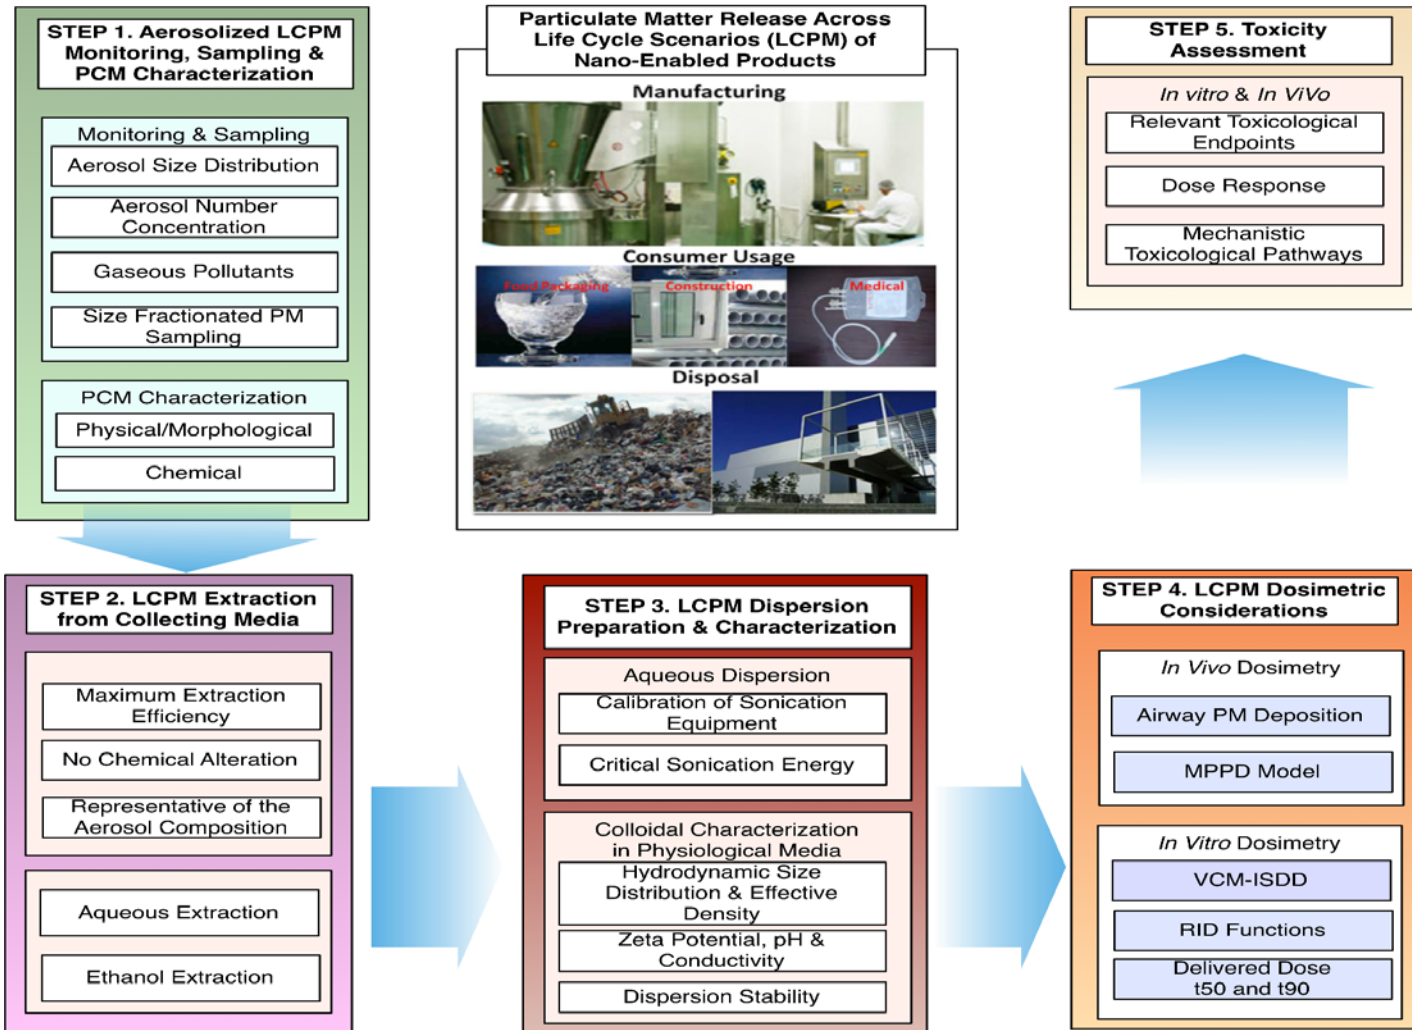 STEP 1. Aerosolized LCPM
Monitoring, Sampling &
PCM Characterization
Monitoring & Sampling
Aerosol Size Distribution
Aerosol Number
Concentration
Gaseous Pollutants
Size Fractionated PM
Sampling
PCM Characterization
Physical/Morphological
Chemical
Particulate Matter Release Across
Life Cycle Scenarios (LCPM) of
Nano-Enabled Products
Manufacturing
Consumer Usage
Food Packaging
Construction
Medical
Disposal
STEP 5. Toxicity
Assessment
In vitro & In ViVo
Relevant Toxicological
Endpoints
Dose Response
Mechanistic
Toxicological Pathways
STEP 2. LCPM Extraction
from Collecting Media
Maximum Extraction
Efficiency
No Chemical Alteration
Representative of the
Aerosol Composition
Aqueous Extraction
Ethanol Extraction
STEP 3. LCPM Dispersion
Preparation & Characterization
Aqueous Dispersion
Calibration of Sonication
Equipment
Critical Sonication Energy
Colloidal Characterization
in Physiological Media
Hydrodynamic Size
Distribution & Effective
Density
Zeta Potential, pH &
Conductivity
Dispersion Stability
STEP 4. LCPM Dosimetric
Considerations
In Vivo Dosimetry
Airway PM Deposition
MPPD Model
In Vitro Dosimetry
VCM-ISDD
RID Functions
Delivered Dose
t50 and t90